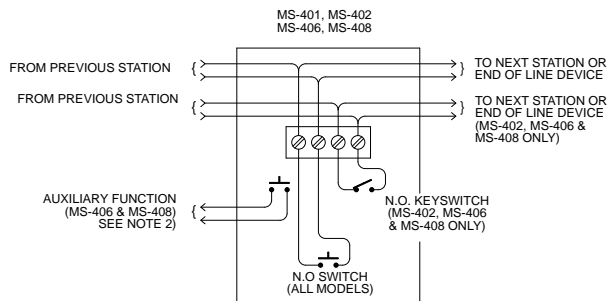 MS-401, MS-402
MS-406, MS-408
FROM PREVIOUS STATION
TO NEXT STATION OR
END OF LINE DEVICE
FROM PREVIOUS STATION
TO NEXT STATION OR
END OF LINE DEVICE
(MS-402, MS-406 &
MS-408 ONLY)
AUXILIARY FUNCTION
(MS-406 & MS-408)
SEE NOTE 2)
N.O. KEYSWITCH
(MS-402, MS-406
& MS-408 ONLY)
N.O SWITCH
(ALL MODELS)